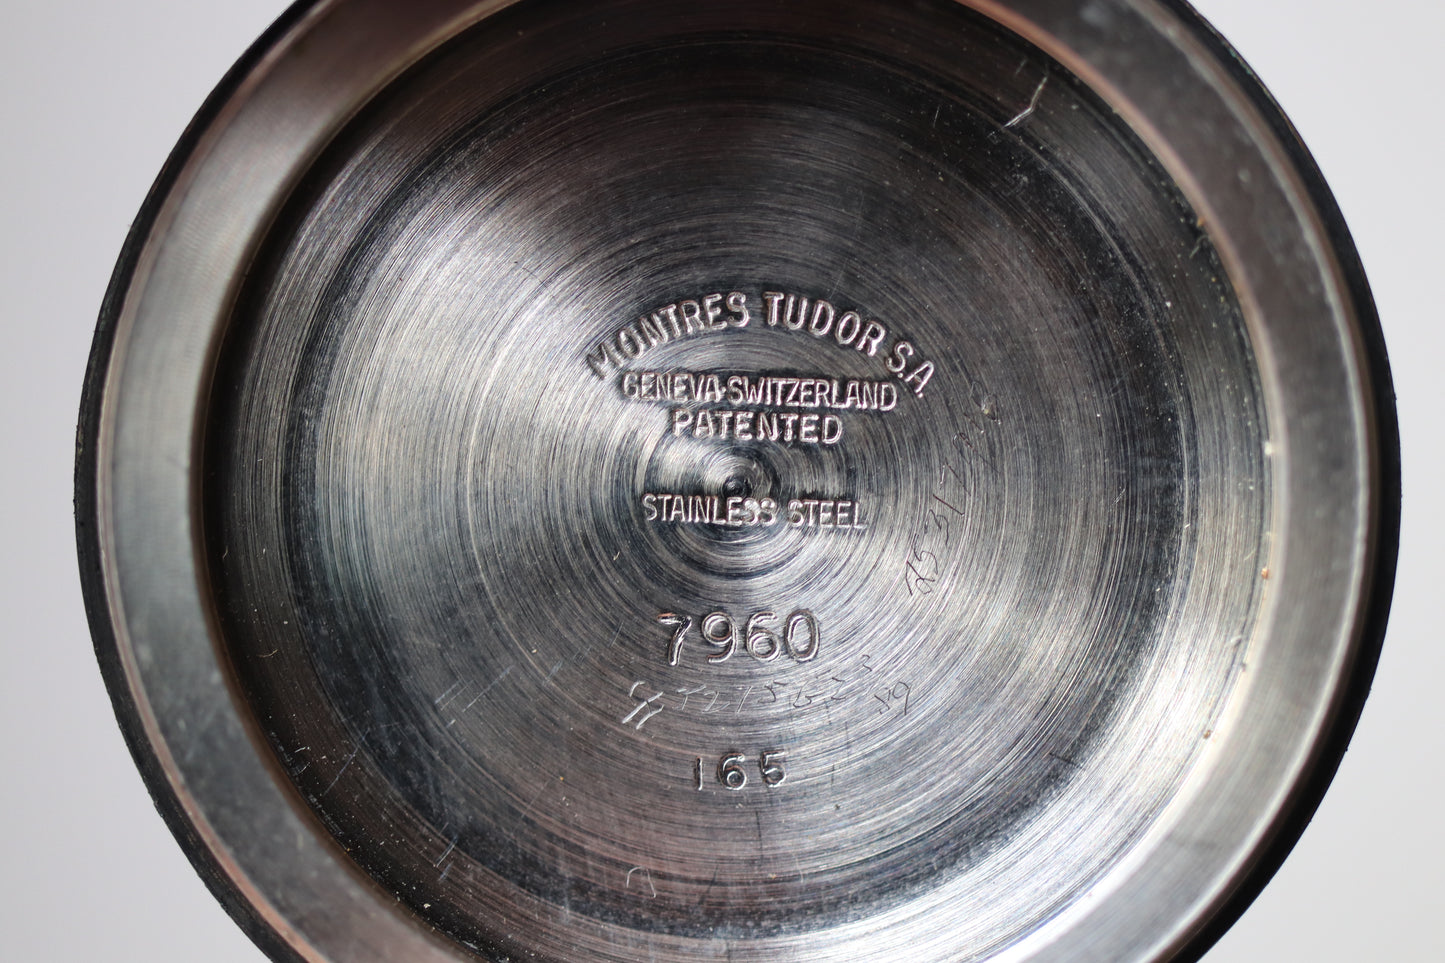 MONTRES TUDOR S.A.
GENEVA·SWITZERLAND
PATENTED
STAINLESS STEEL
7960
165